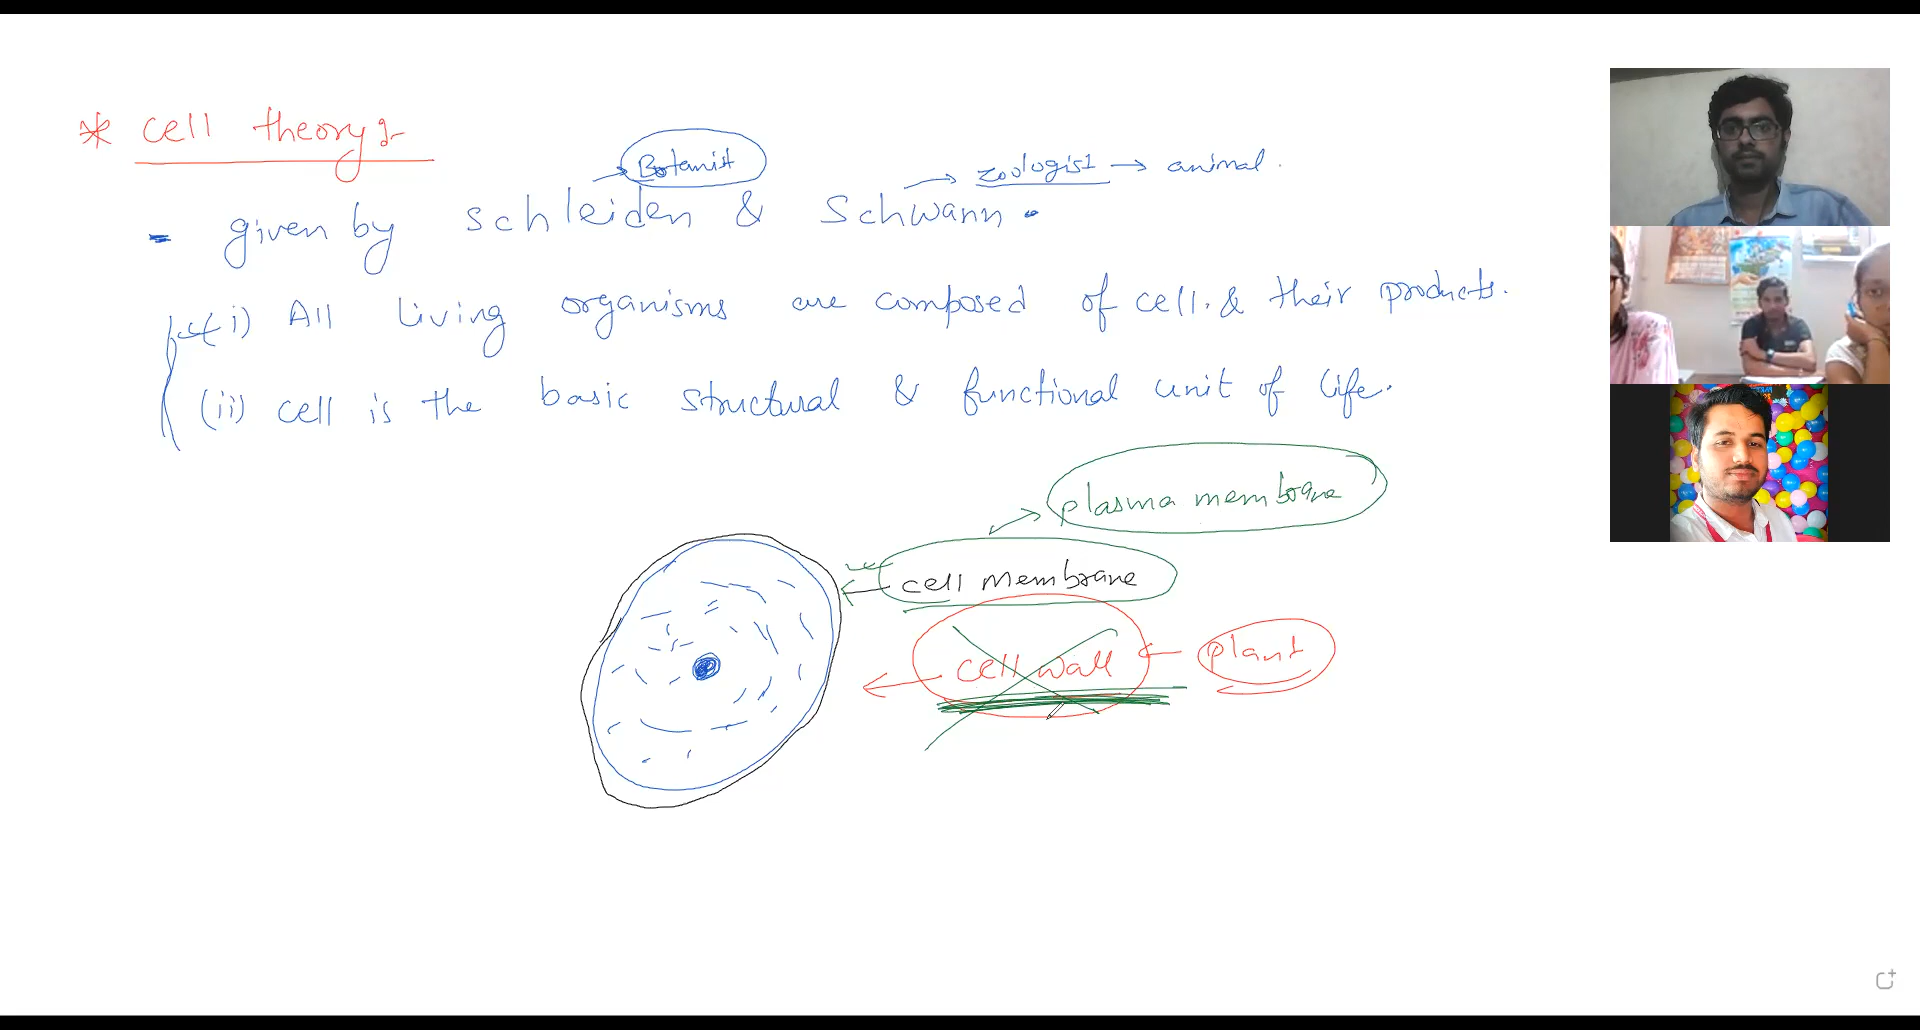 * cell theory :-
Botanist
zoologist → animal.
- given by Schleiden & Schwann.
(i) All living organisms are composed of cell. & their products.
(ii) cell is the basic structural & functional unit of life.
plasma membrane
cell membrane
cell wall ← plant